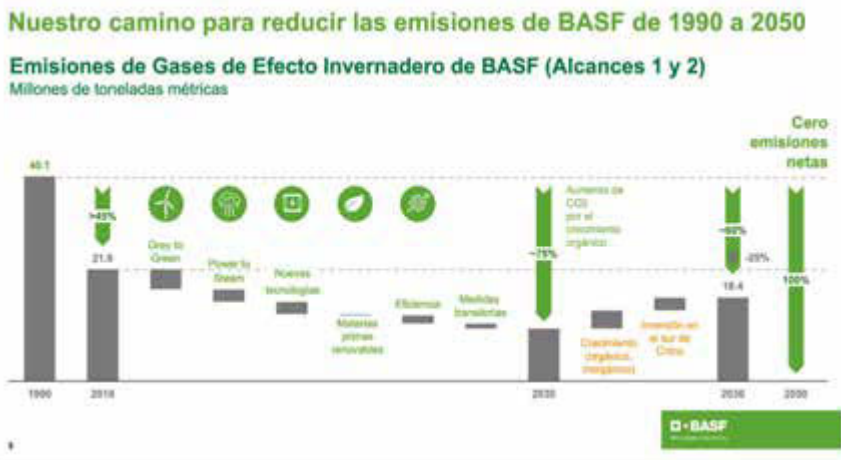 Nuestro camino para reducir las emisiones de BASF de 1990 a 2050
Emisiones de Gases de Efecto Invernadero de BASF (Alcances 1 y 2)
Millones de toneladas métricas
Cero
emisiones
netas
40.1
>45%
21.9
Grey to
Green
Power to
Steam
Nuevas
tecnologías
Materias
primas
renovables
Eficiencia
Medidas
transitorias
~75%
Aumento de
CO2
por el
crecimiento
orgánico
Crecimiento
(orgánico,
inorgánico)
Inversión en
el sur de
China
~60%
-25%
16.4
100%
1990
2018
2030
2030
2050
BASF